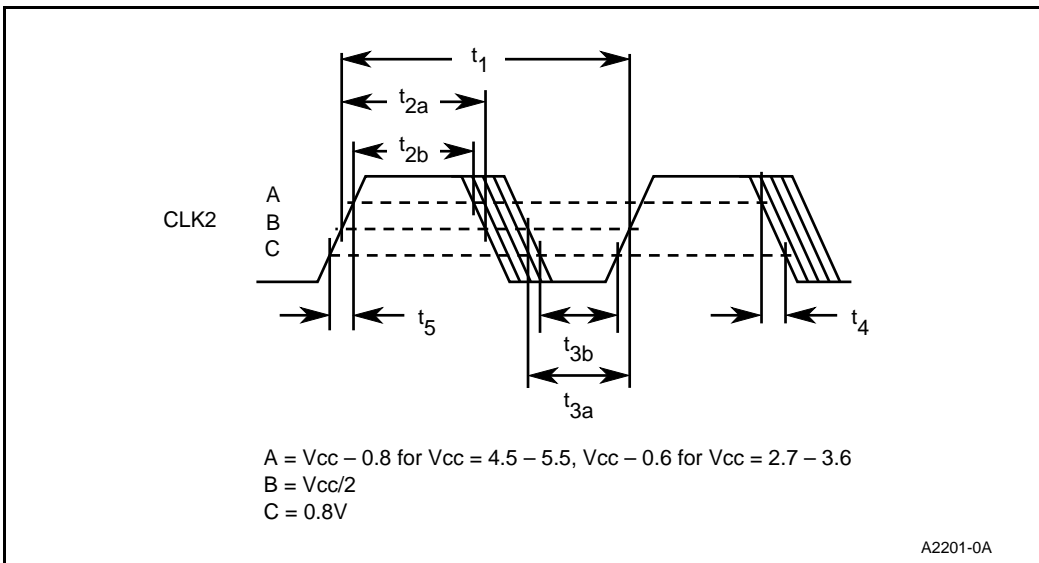 t1
t2a
t2b
A
CLK2 B
C
t5
t4
t3b
t3a
A = Vcc – 0.8 for Vcc = 4.5 – 5.5, Vcc – 0.6 for Vcc = 2.7 – 3.6
B = Vcc/2
C = 0.8V
A2201-0A